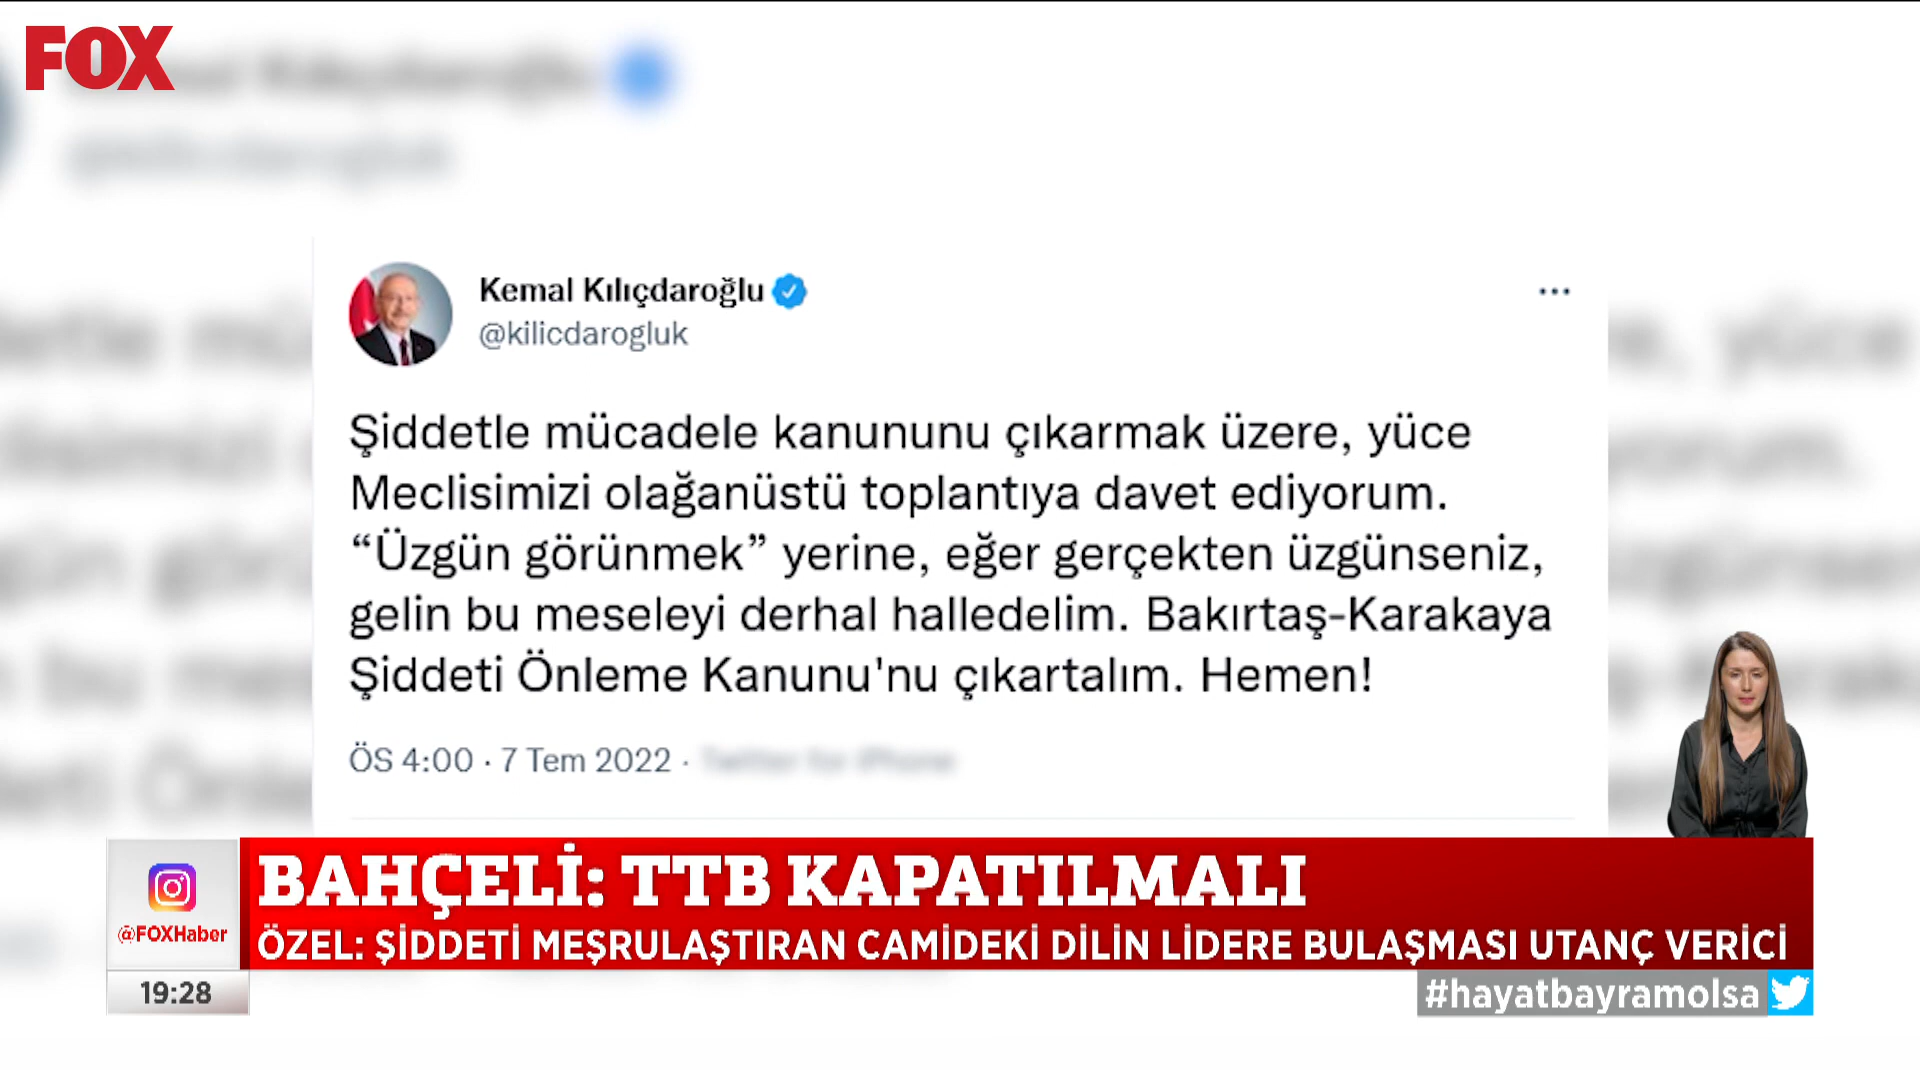 FOX
Kemal Kılıçdaroğlu
@kilicdarogluk
Şiddetle mücadele kanununu çıkarmak üzere, yüce
Meclisimizi olağanüstü toplantıya davet ediyorum.
“Üzgün görünmek” yerine, eğer gerçekten üzgünseniz,
gelin bu meseleyi derhal halledelim. Bakırtaş-Karakaya
Şiddeti Önleme Kanunu'nu çıkartalım. Hemen!
ÖS 4:00 · 7 Tem 2022 · Twitter for iPhone
BAHÇELİ: TTB KAPATILMALI
@FOXHaber
ÖZEL: ŞİDDETİ MEŞRULAŞTIRAN CAMİDEKİ DİLİN LİDERE BULAŞMASI UTANÇ VERİCİ
19:28
#hayatbayramolsa